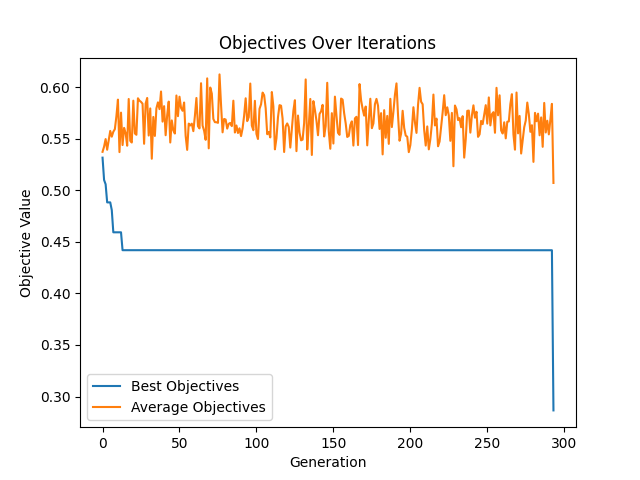 Objectives Over Iterations
0.60
0.55
0.50
0.45
0.40
0.35
0.30
Objective Value
Best Objectives
Average Objectives
0 50 100 150 200 250 300
Generation